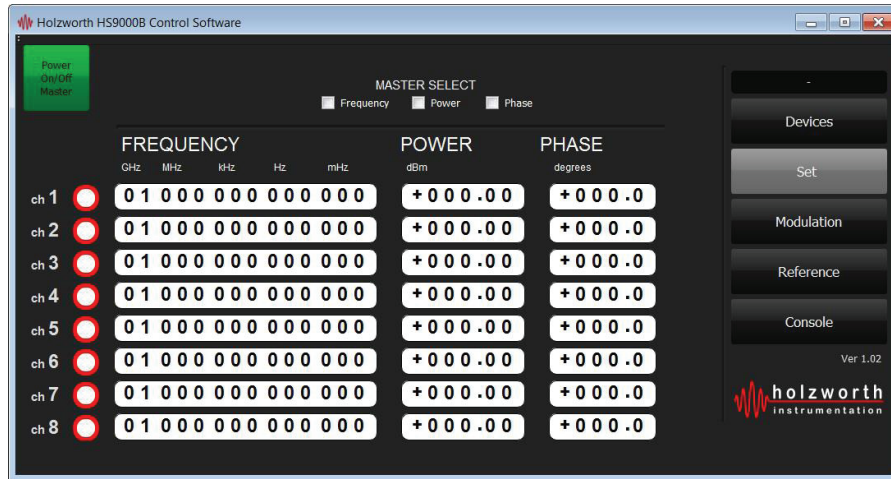 Holzworth HS9000B Control Software
Power
On/Off
Master
MASTER SELECT
Frequency Power Phase
FREQUENCY POWER PHASE
GHz MHz kHz Hz mHz dBm degrees
ch 1 01 000 000 000 000 +000.00 +000.0
ch 2 01 000 000 000 000 +000.00 +000.0
ch 3 01 000 000 000 000 +000.00 +000.0
ch 4 01 000 000 000 000 +000.00 +000.0
ch 5 01 000 000 000 000 +000.00 +000.0
ch 6 01 000 000 000 000 +000.00 +000.0
ch 7 01 000 000 000 000 +000.00 +000.0
ch 8 01 000 000 000 000 +000.00 +000.0
-
Devices
Set
Modulation
Reference
Console
Ver 1.02
holzworth
instrumentation